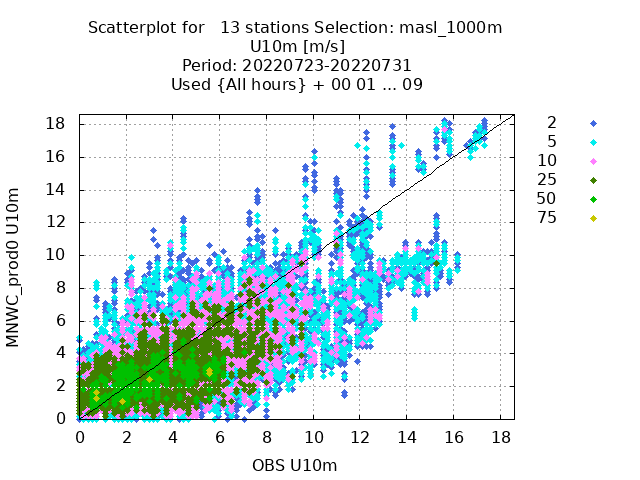 Scatterplot for   13 stations Selection: masl_1000m
U10m [m/s]
Period: 20220723-20220731
Used {All hours} + 00 01 ... 09
2
5
10
25
50
75
18
16
14
12
10
8
6
4
2
0
MNWC_prod0 U10m
0 2 4 6 8 10 12 14 16 18
OBS U10m